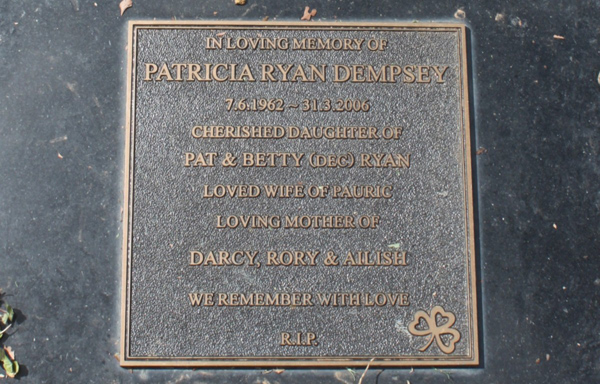 IN LOVING MEMORY OF
PATRICIA RYAN DEMPSEY
7.6.1962 ~ 31.3.2006
CHERISHED DAUGHTER OF
PAT & BETTY (DEC) RYAN
LOVED WIFE OF PAURIC
LOVING MOTHER OF
DARCY, RORY & AILISH
WE REMEMBER WITH LOVE
R.I.P.